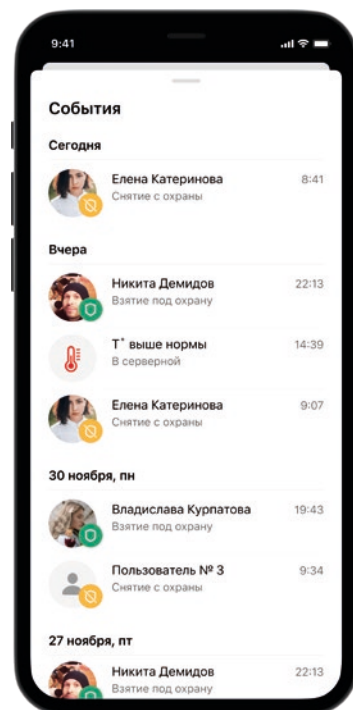 9:41
События
Сегодня
Елена Катеринова 8:41
Снятие с охраны
Вчера
Никита Демидов 22:13
Взятие под охрану
T° выше нормы 14:39
В серверной
Елена Катеринова 9:07
Снятие с охраны
30 ноября, пн
Владислава Курпатова 19:43
Взятие под охрану
Пользователь № 3 9:34
Снятие с охраны
27 ноября, пт
Никита Демидов 22:13
Взятие под охрану